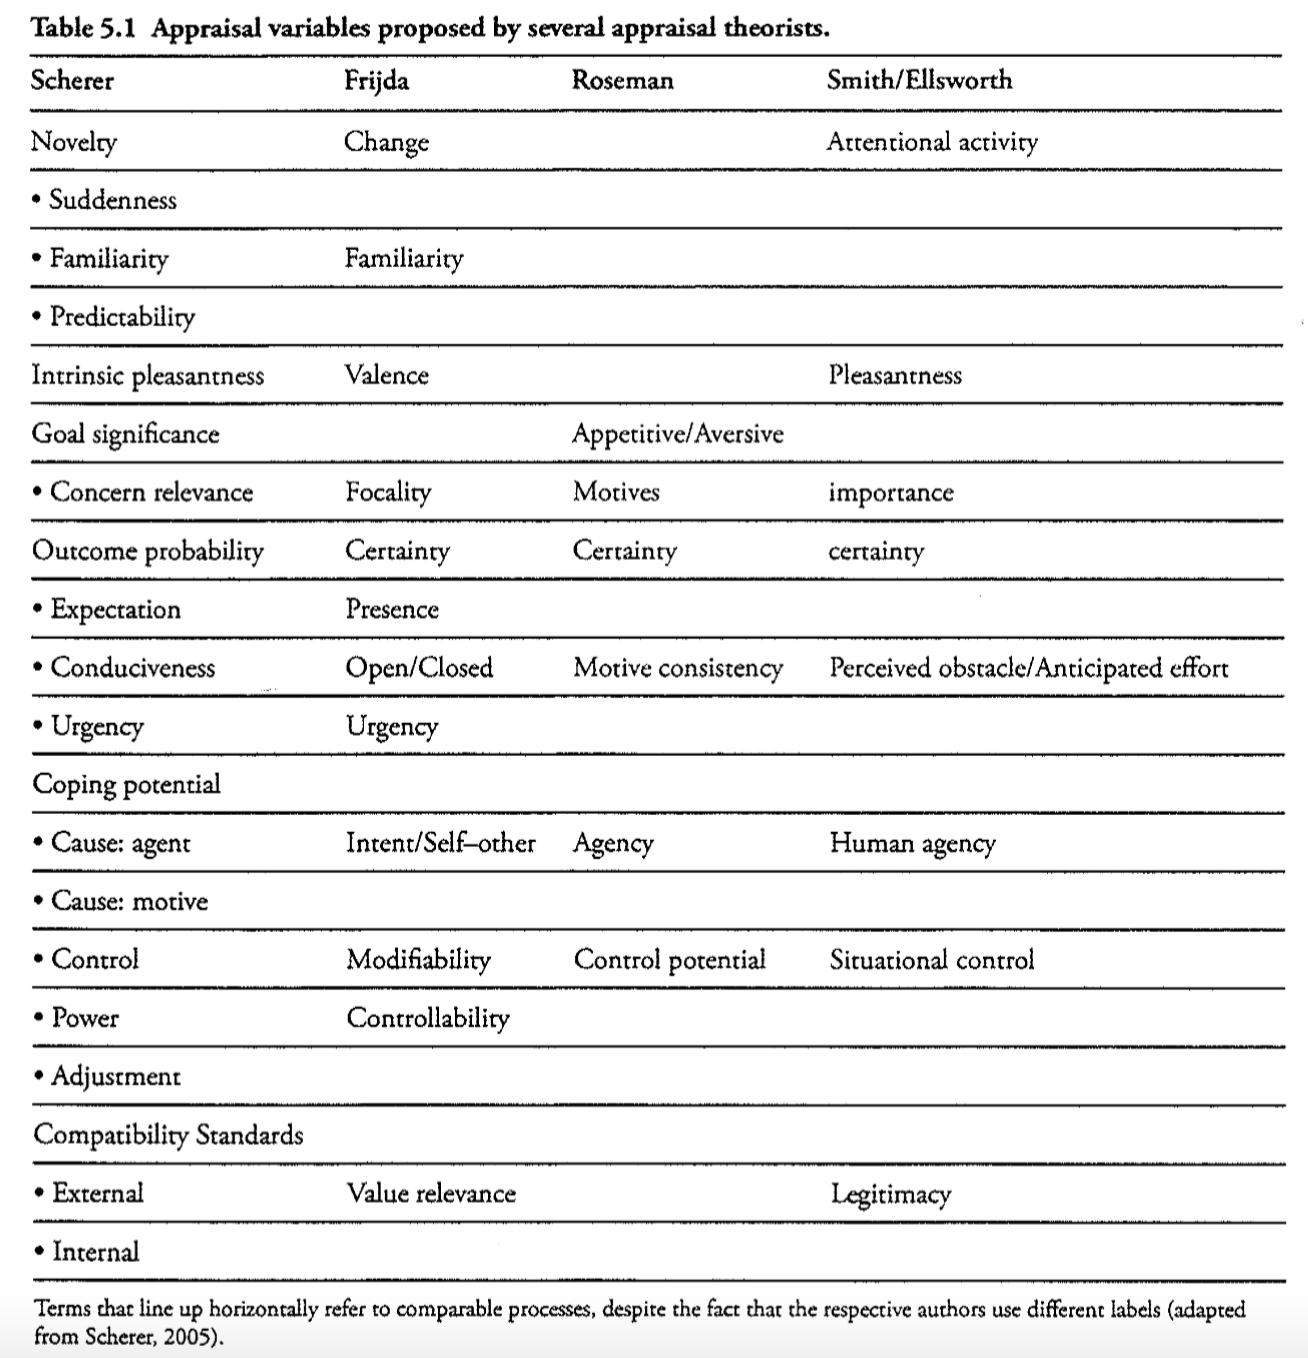 Table 5.1 Appraisal variables proposed by several appraisal theorists.
Scherer Frijda Roseman Smith/Ellsworth
Novelty Change Attentional activity
• Suddenness
• Familiarity Familiarity
• Predictability
Intrinsic pleasantness Valence Pleasantness
Goal significance Appetitive/Aversive
• Concern relevance Focality Motives importance
Outcome probability Certainty Certainty certainty
• Expectation Presence
• Conduciveness Open/Closed Motive consistency Perceived obstacle/Anticipated effort
• Urgency Urgency
Coping potential
• Cause: agent Intent/Self–other Agency Human agency
• Cause: motive
• Control Modifiability Control potential Situational control
• Power Controllability
• Adjustment
Compatibility Standards
• External Value relevance Legitimacy
• Internal
Terms that line up horizontally refer to comparable processes, despite the fact that the respective authors use different labels (adapted
from Scherer, 2005).